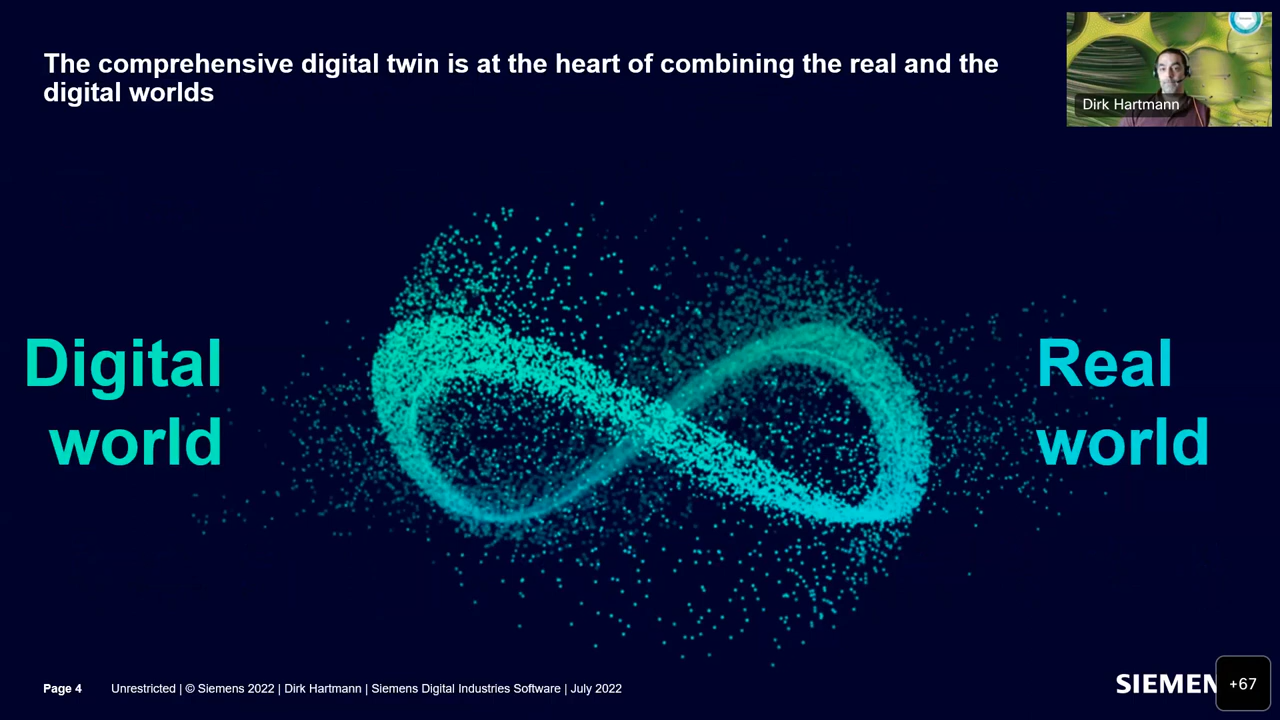 The comprehensive digital twin is at the heart of combining the real and the
digital worlds
Dirk Hartmann
Digital
world
Real
world
Page 4 Unrestricted | © Siemens 2022 | Dirk Hartmann | Siemens Digital Industries Software | July 2022
SIEMEN
+67